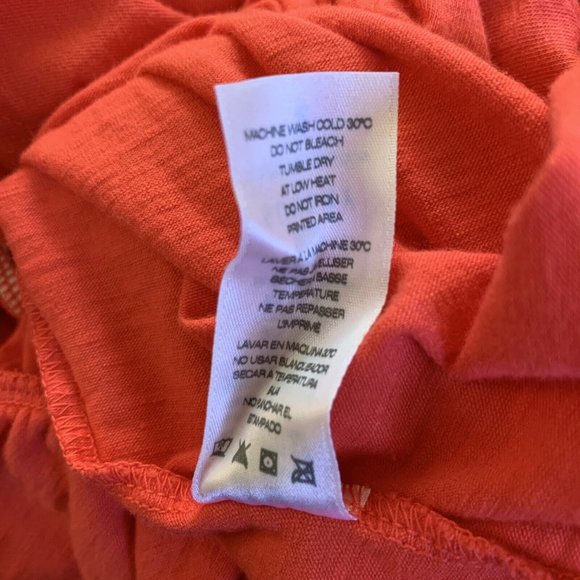 MACHINE WASH COLD 30°C
DO NOT BLEACH
TUMBLE DRY
AT LOW HEAT
DO NOT IRON
PRINTED AREA
LAVER A LA MACHINE 30°C
NE PAS
BASSE
TEMPERATURE
NE PAS REPASSER
L'IMPRIMÉ
LAVAR EN MAQUINA 30°C
NO USAR BLANQUEADOR
SECAR A TEMPERATURA
BAJA
NO PLANCHAR EL
ESTAMPADO